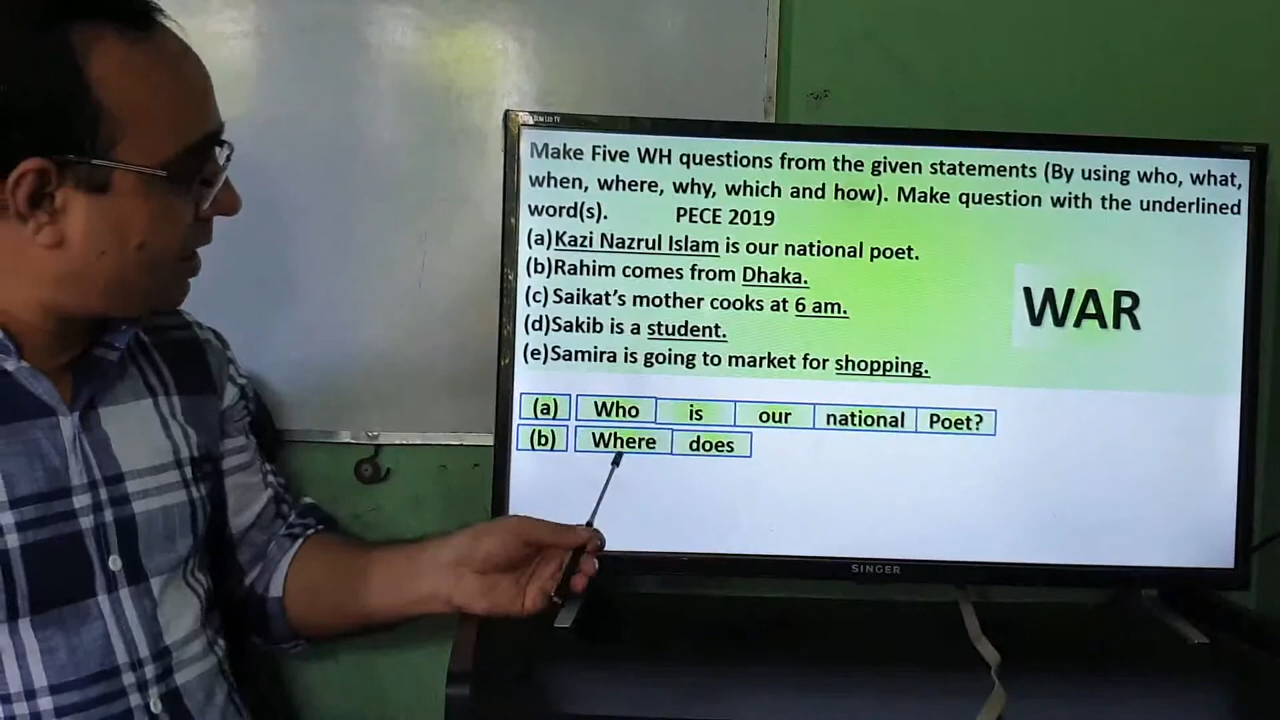 Make Five WH questions from the given statements (By using who, what,
when, where, why, which and how). Make question with the underlined
word(s). PECE 2019
(a)Kazi Nazrul Islam is our national poet.
(b)Rahim comes from Dhaka.
(c) Saikat's mother cooks at 6 am.
(d)Sakib is a student.
(e)Samira is going to market for shopping.
WAR
(a) Who is our national Poet?
(b) Where does
SINGER